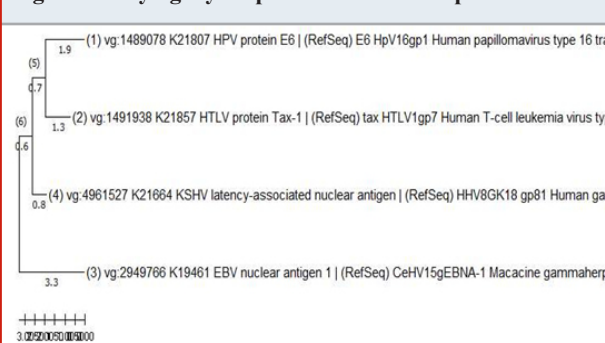 (1) vg:1489078 K21807 HPV protein E6 | (RefSeq) E6 HpV16gp1 Human papillomavirus type 16
1.9
(5)
0.7
(2) vg:1491938 K21857 HTLV protein Tax-1 | (RefSeq) tax HTLV1gp7 Human T-cell leukemia virus
(6)
1.3
0.6
(4) vg:4961527 K21664 KSHV latency-associated nuclear antigen | (RefSeq) HHV8GK18 gp81 Human
0.8
(3) vg:2949766 K19461 EBV nuclear antigen 1 | (RefSeq) CeHV15gEBNA-1 Macacine
3.3